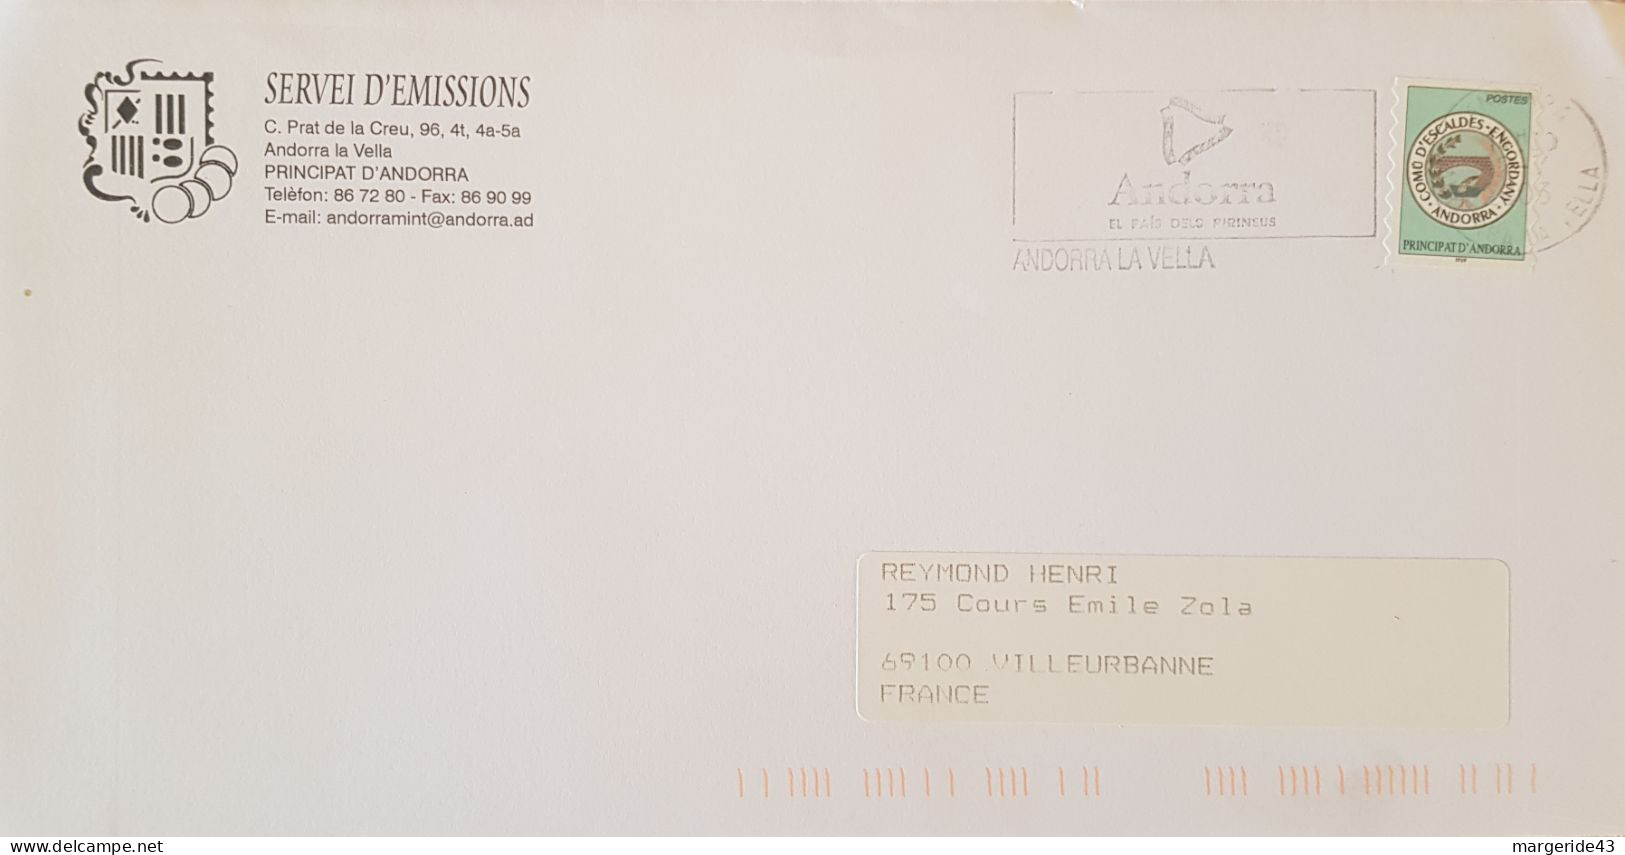 SERVEI D'EMISSIONS
C. Prat de la Creu, 96, 4t, 4a-5a
Andorra la Vella
PRINCIPAT D'ANDORRA
Telèfon: 86 72 80 - Fax: 86 90 99
E-mail: andorramint@andorra.ad
Andorra
EL PAÍS DELS PIRINEUS
ANDORRA LA VELLA
POSTES
COMÚ D'ESCALDES-ENGORDANY
· ANDORRA ·
PRINCIPAT D'ANDORRA
ELLA
REYMOND HENRI
175 Cours Emile Zola
69100 VILLEURBANNE
FRANCE
delcampe.net
margeride43